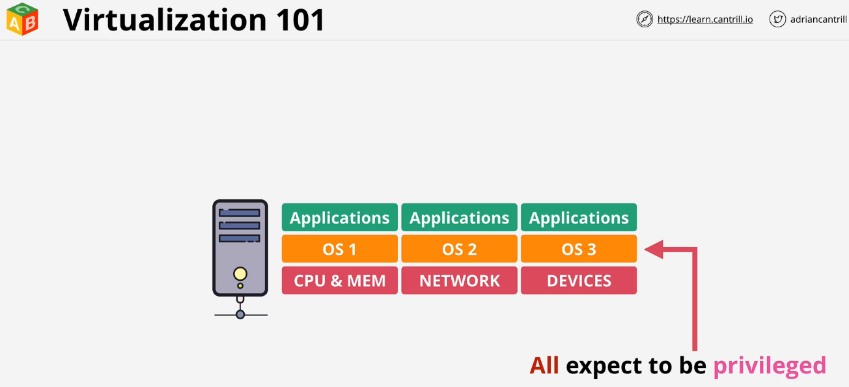 Virtualization 101
https://learn.cantrill.io adriancantrill
Applications Applications Applications
OS 1 OS 2 OS 3
CPU & MEM NETWORK DEVICES
All expect to be privileged